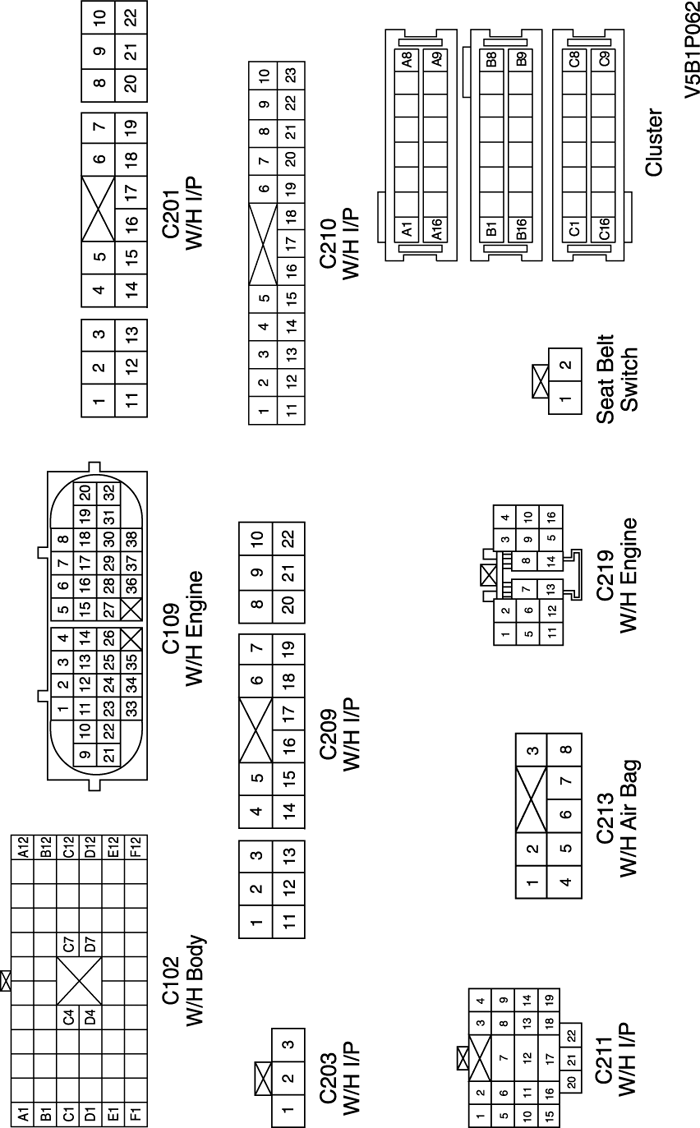 A1 A12
B1 B12
C1 C4 C7 C12
D1 D4 D7 D12
E1 E12
F1 F12
C102
W/H Body
1 2 3 4 5 6 7 8
9 10 11 12 13 14 15 16 17 18 19 20
21 22 23 24 25 26 27 28 29 30 31 32
33 34 35 36 37 38
C109
W/H Engine
1 2 3 4 5 6 7 8 9 10
11 12 13 14 15 16 17 18 19 20 21 22
C201
W/H I/P
1 2 3
C203
W/H I/P
1 2 3 4 5 6 7 8 9 10
11 12 13 14 15 16 17 18 19 20 21 22
C209
W/H I/P
1 2 3 4 5 6 7 8 9 10
11 12 13 14 15 16 17 18 19 20 21 22 23
C210
W/H I/P
1 2 3 4
5 6 7 8 9
10 11 12 13 14
15 16 17 18 19
20 21 22
C211
W/H I/P
1 2 3
4 5 6 7 8
C213
W/H Air Bag
1 2 3 4
5 6 7 8 9 10
11 12 13 14 5 16
C219
W/H Engine
1 2
Seat Belt
Switch
A1 A8
A16 A9
B1 B8
B16 B9
C1 C8
C16 C9
Cluster
V5B1P062